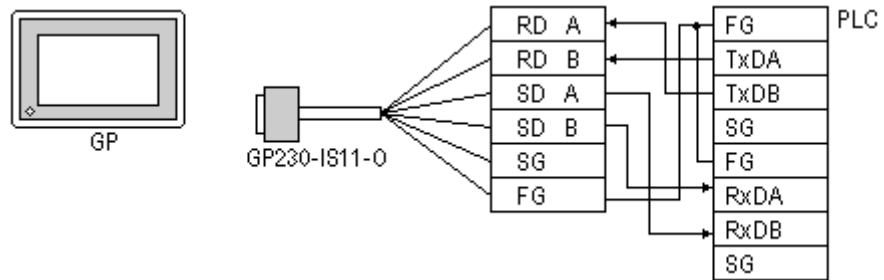 GP
GP230-IS11-O
RD A
RD B
SD A
SD B
SG
FG
PLC
FG
TxDA
TxDB
SG
FG
RxDA
RxDB
SG